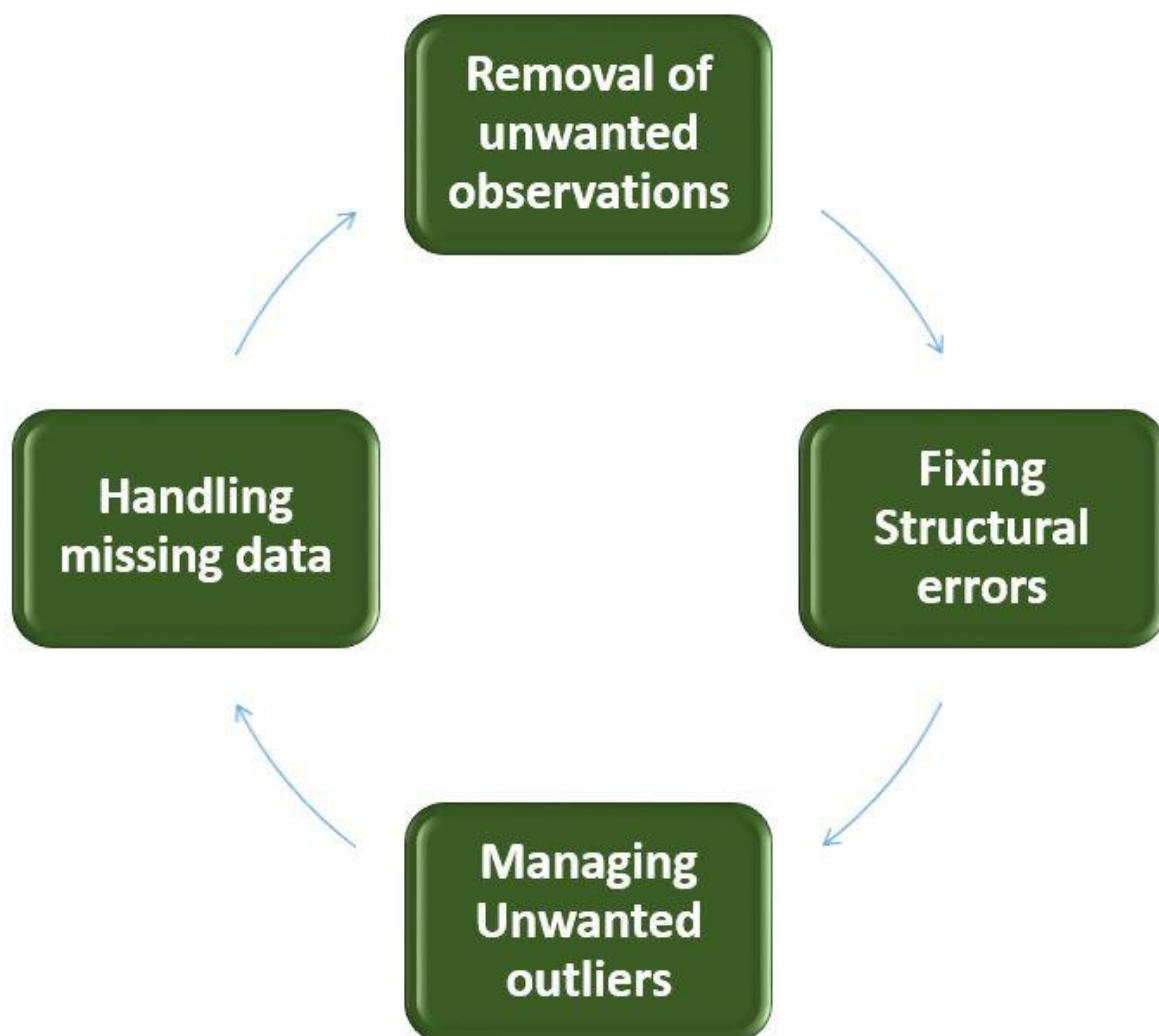 Removal of
unwanted
observations
Fixing
Structural
errors
Managing
Unwanted
outliers
Handling
missing data